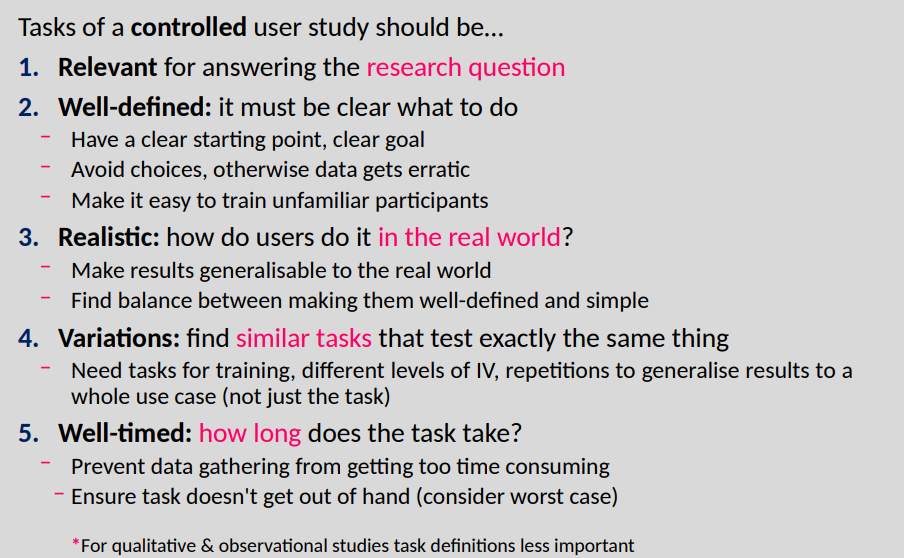 Tasks of a controlled user study should be...
1. Relevant for answering the research question
2. Well-defined: it must be clear what to do
– Have a clear starting point, clear goal
– Avoid choices, otherwise data gets erratic
– Make it easy to train unfamiliar participants
3. Realistic: how do users do it in the real world?
– Make results generalisable to the real world
– Find balance between making them well-defined and simple
4. Variations: find similar tasks that test exactly the same thing
– Need tasks for training, different levels of IV, repetitions to generalise results to a
whole use case (not just the task)
5. Well-timed: how long does the task take?
– Prevent data gathering from getting too time consuming
– Ensure task doesn't get out of hand (consider worst case)
*For qualitative & observational studies task definitions less important